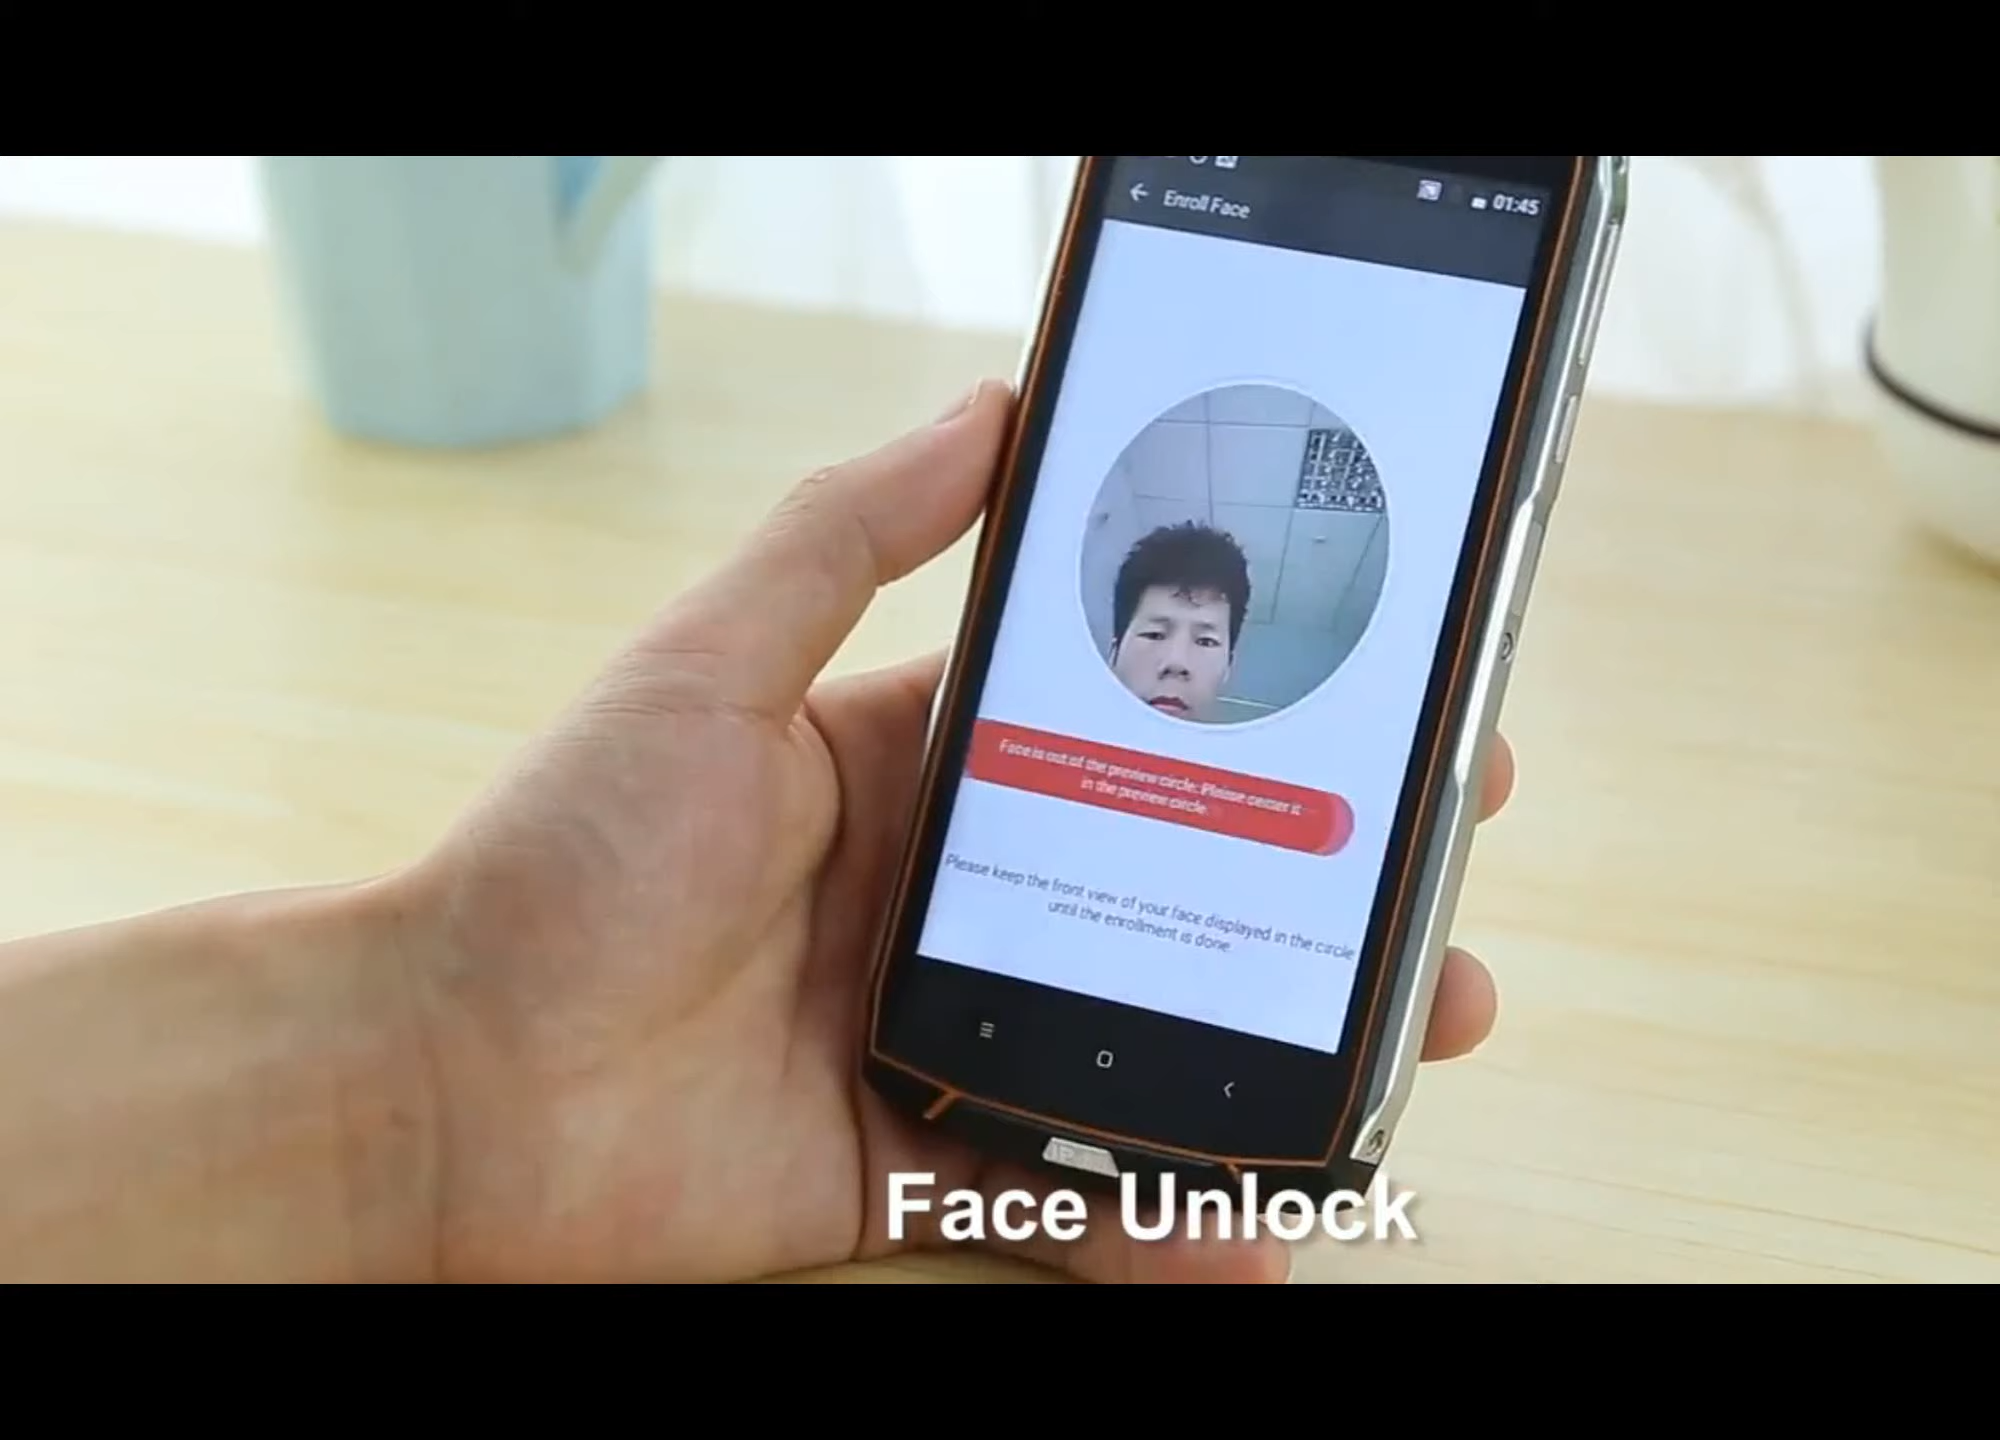 Enroll Face
01:45
Face is out of the preview circle. Please center it
in the preview circle.
Please keep the front view of your face displayed in the circle
until the enrollment is done.
Face Unlock